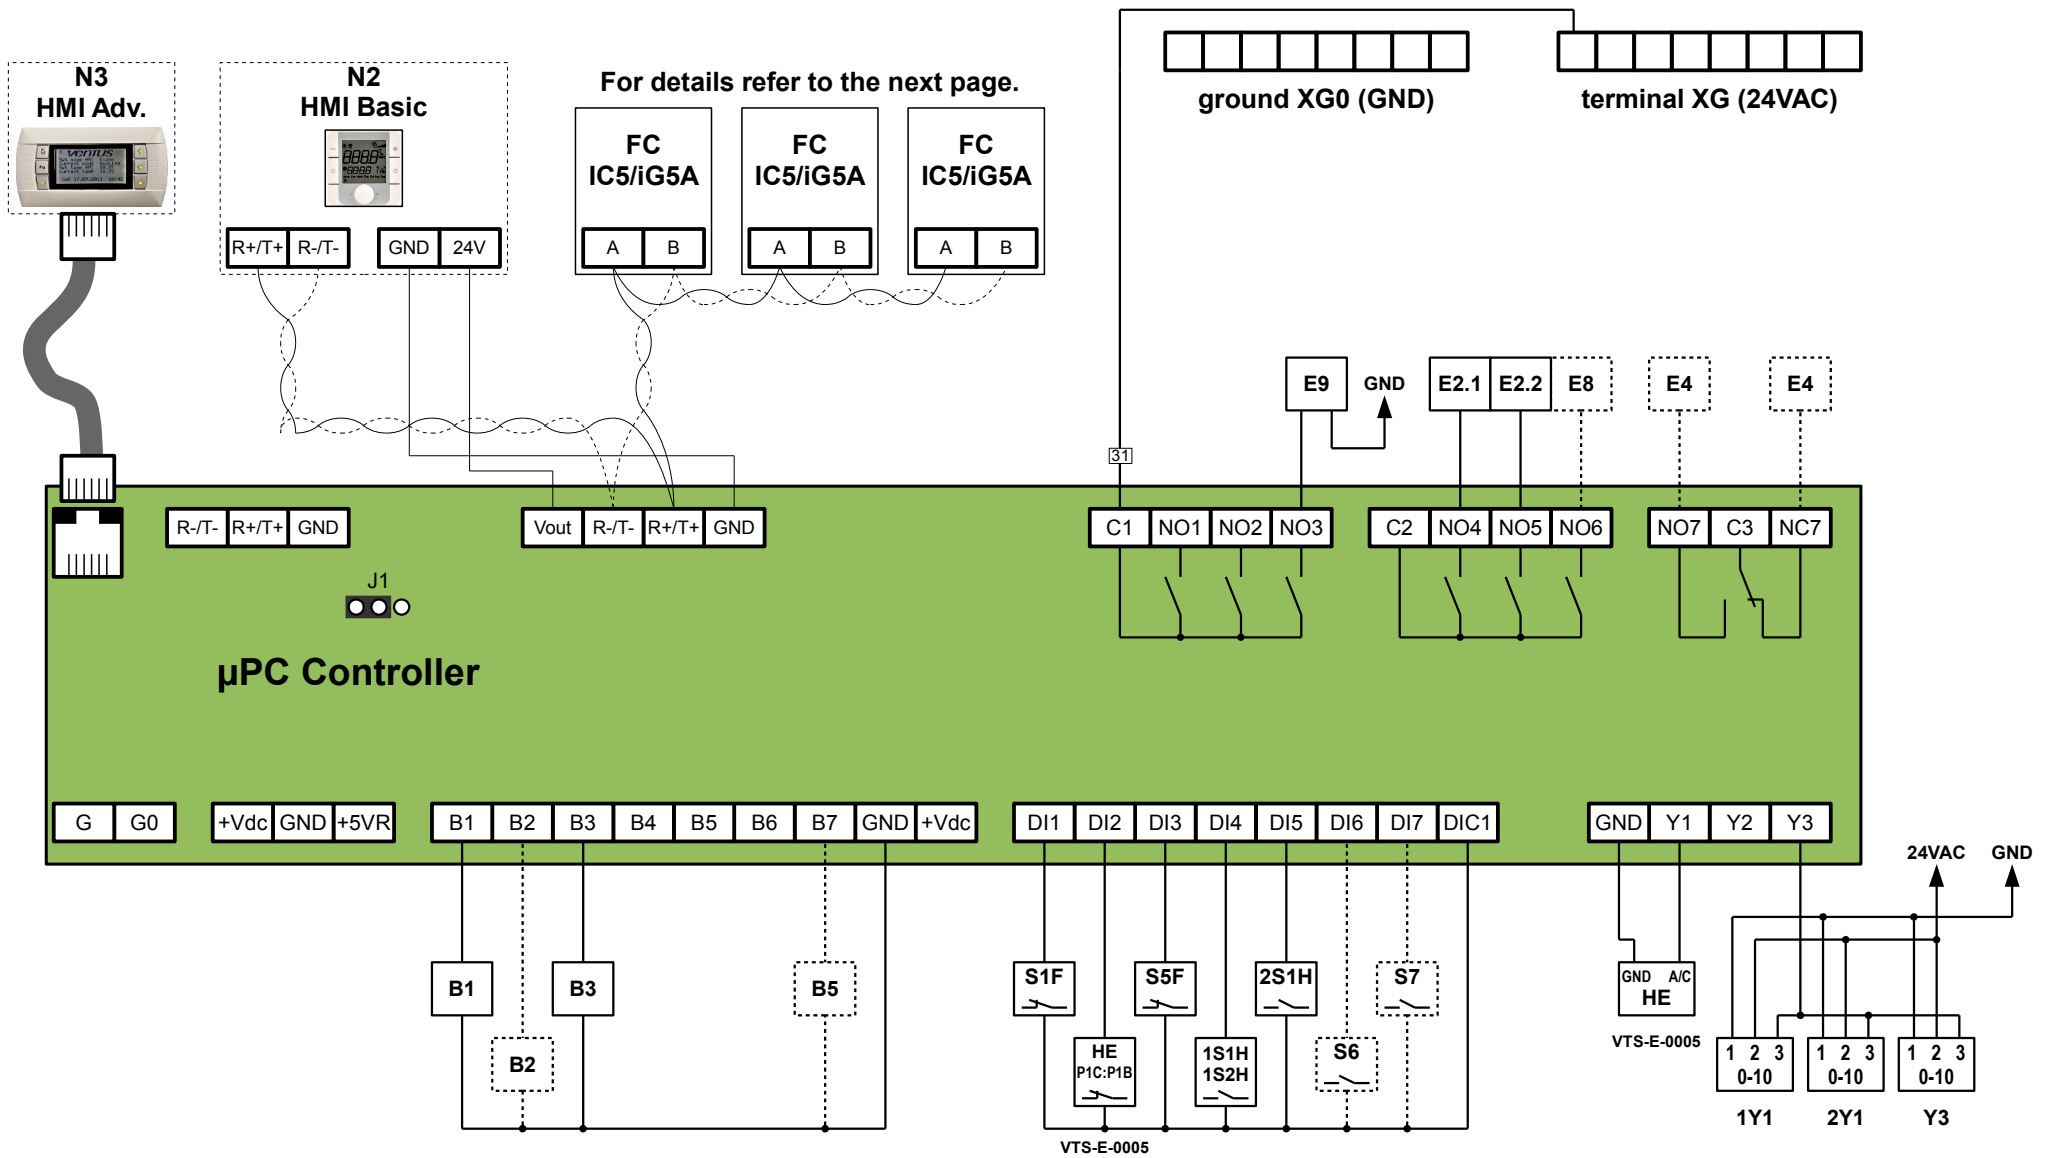 N3
HMI Adv.
ventus
N2
HMI Basic
R+/T+ R-/T- GND 24V
For details refer to the next page.
FC
IC5/iG5A
A B
FC
IC5/iG5A
A B
FC
IC5/iG5A
A B
ground XG0 (GND)
terminal XG (24VAC)
31
E9
GND
E2.1 E2.2 E8
E4 E4
R-/T- R+/T+ GND
Vout R-/T- R+/T+ GND
C1 NO1 NO2 NO3
C2 NO4 NO5 NO6
NO7 C3 NC7
J1
µPC Controller
G G0
+Vdc GND +5VR
B1 B2 B3 B4 B5 B6 B7 GND +Vdc
DI1 DI2 DI3 DI4 DI5 DI6 DI7 DIC1
GND Y1 Y2 Y3
24VAC GND
B1
B2
B3
B5
S1F
HE
P1C:P1B
VTS-E-0005
S5F
1S1H
1S2H
2S1H
S6
S7
GND A/C
HE
VTS-E-0005
1 2 3
0-10
1Y1
1 2 3
0-10
2Y1
1 2 3
0-10
Y3